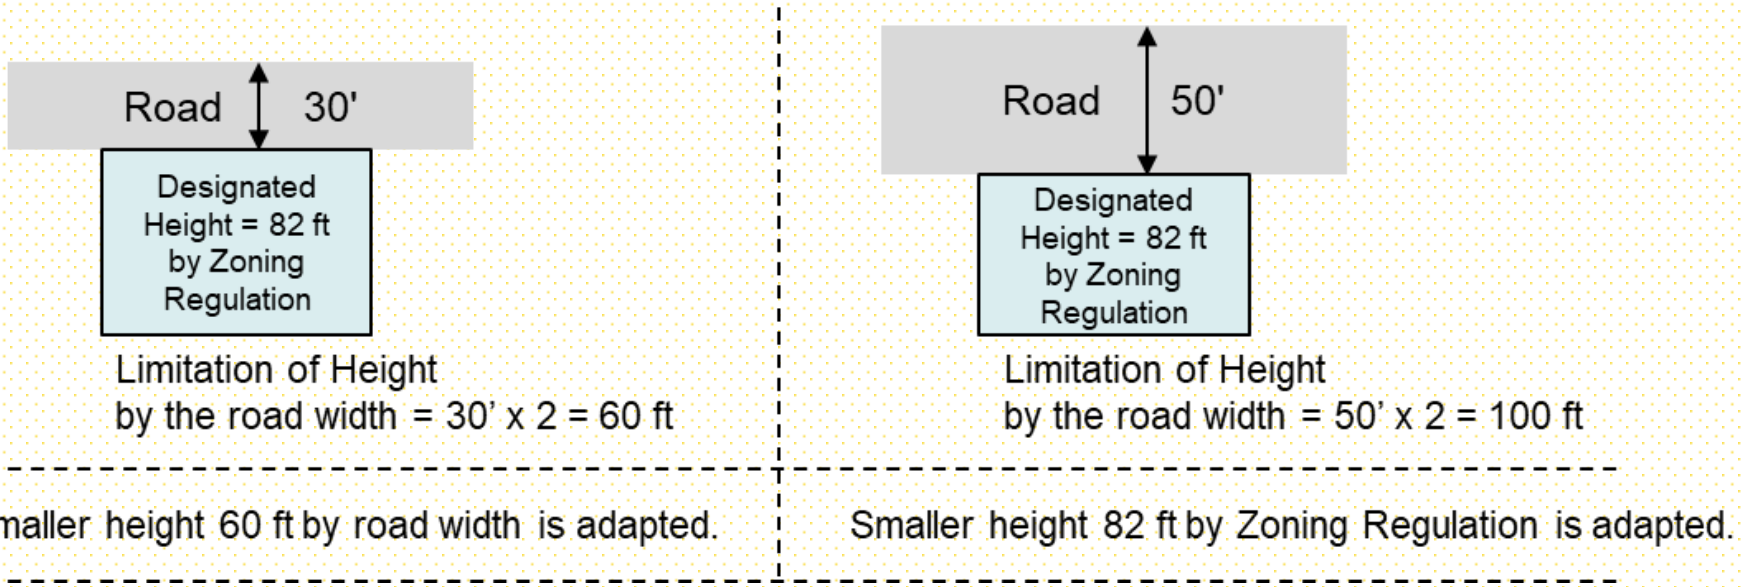 Road 30'
Designated
Height = 82 ft
by Zoning
Regulation
Limitation of Height
by the road width = 30’ x 2 = 60 ft
maller height 60 ft by road width is adapted.
Road 50'
Designated
Height = 82 ft
by Zoning
Regulation
Limitation of Height
by the road width = 50’ x 2 = 100 ft
Smaller height 82 ft by Zoning Regulation is adapted.